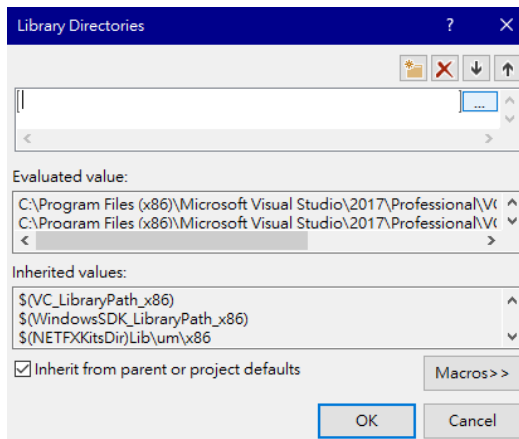 Library Directories
?
...
Evaluated value:
C:\Program Files (x86)\Microsoft Visual Studio\2017\Professional\V
C:\Program Files (x86)\Microsoft Visual Studio\2017\Professional\V
Inherited values:
$(VC_LibraryPath_x86)
$(WindowsSDK_LibraryPath_x86)
$(NETFXKitsDir)Lib\um\x86
Inherit from parent or project defaults
Macros>>
OK
Cancel